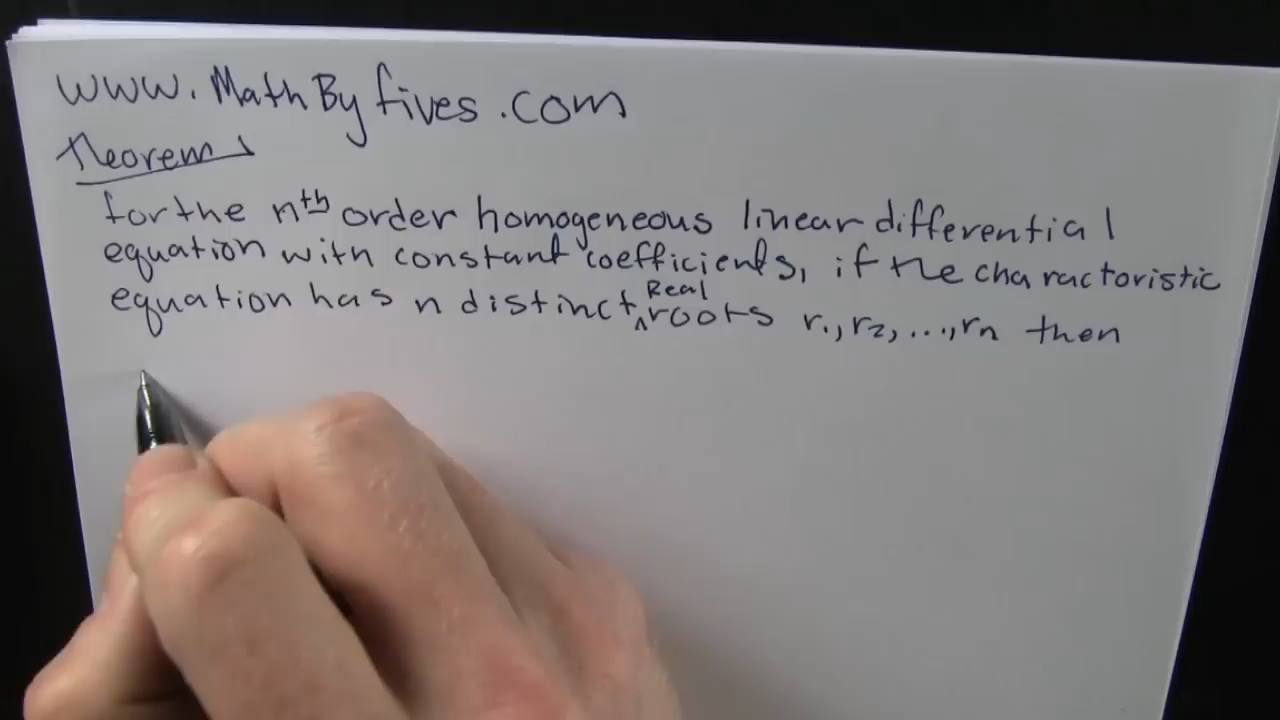 www.MathByfives.com
Theorem
for the nth order homogeneous linear differential
equation with constant coefficients, if the charactoristic
equation has n distinct Real roots r1, r2, ..., rn then